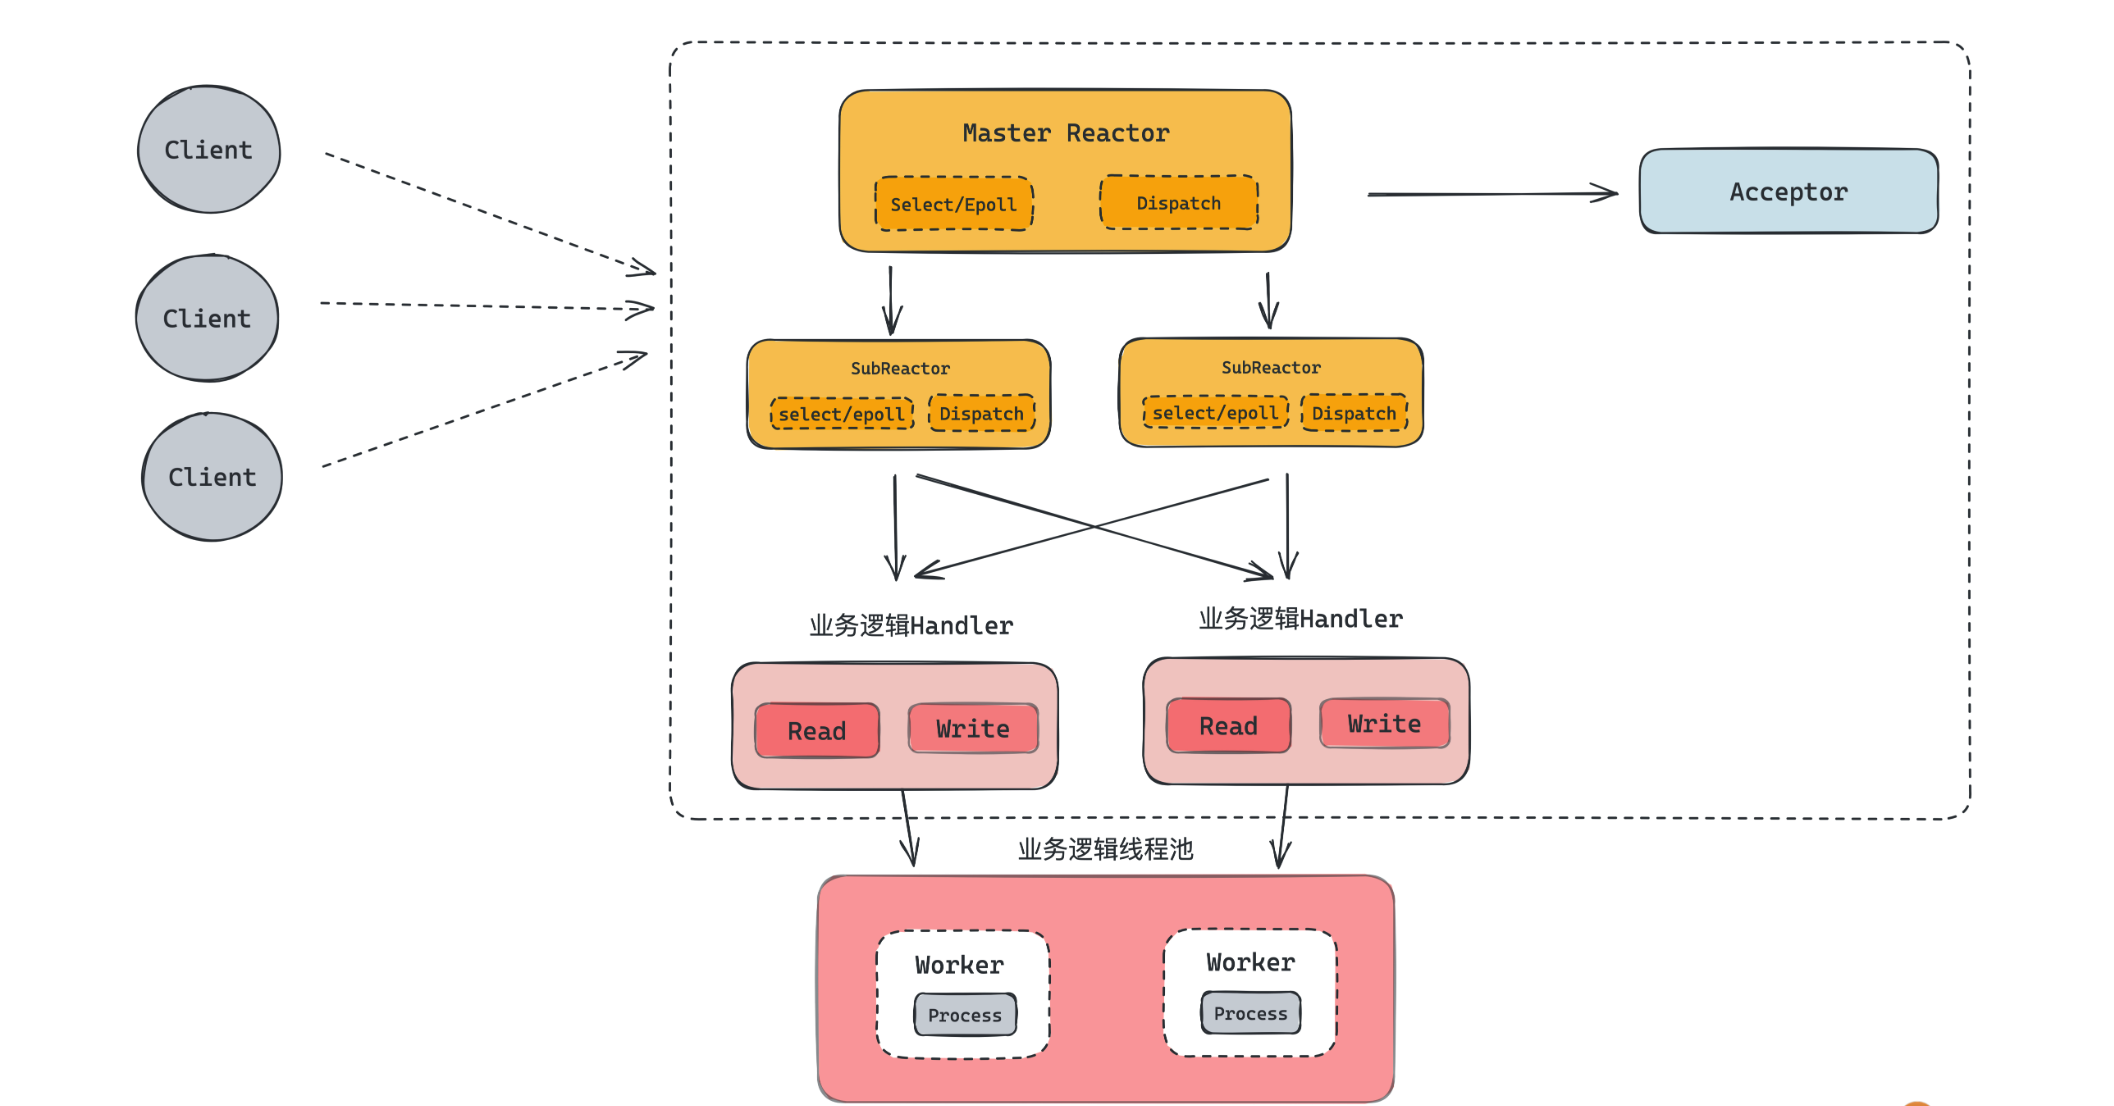 Client
Client
Client
Master Reactor
Select/Epoll
Dispatch
Acceptor
SubReactor
select/epoll
Dispatch
SubReactor
select/epoll
Dispatch
业务逻辑Handler
Read
Write
业务逻辑Handler
Read
Write
业务逻辑线程池
Worker
Process
Worker
Process